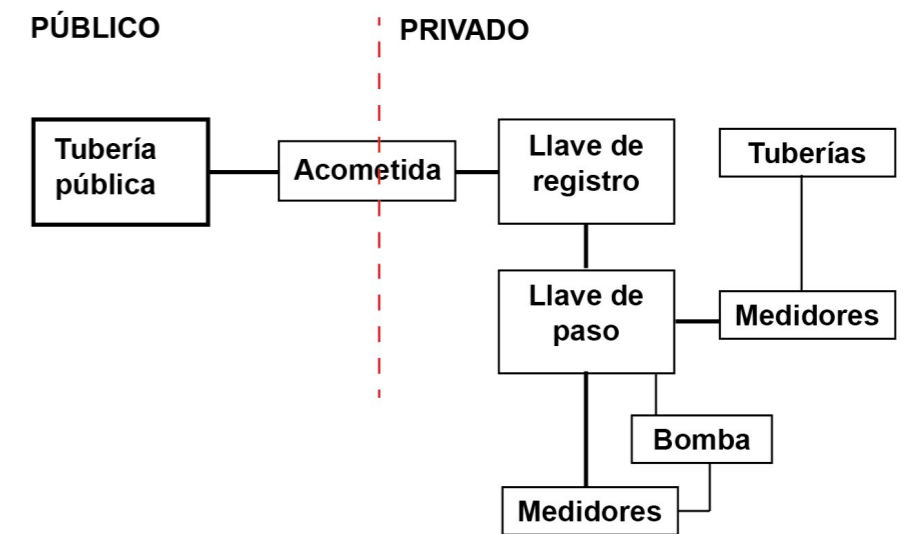 PÚBLICO
PRIVADO
Tubería
pública
Acometida
Llave de
registro
Tuberías
Llave de
paso
Medidores
Bomba
Medidores